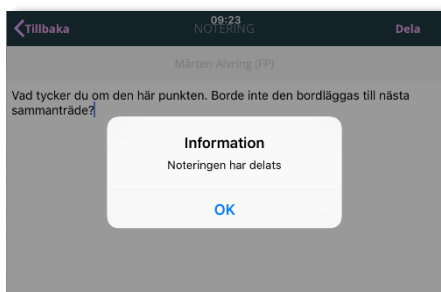 09:23
Tillbaka
NOTERING
Dela
Mårten Alvring (FP)
Vad tycker du om den här punkten. Borde inte den bordläggas till nästa
sammanträde?
Information
Noteringen har delats
OK